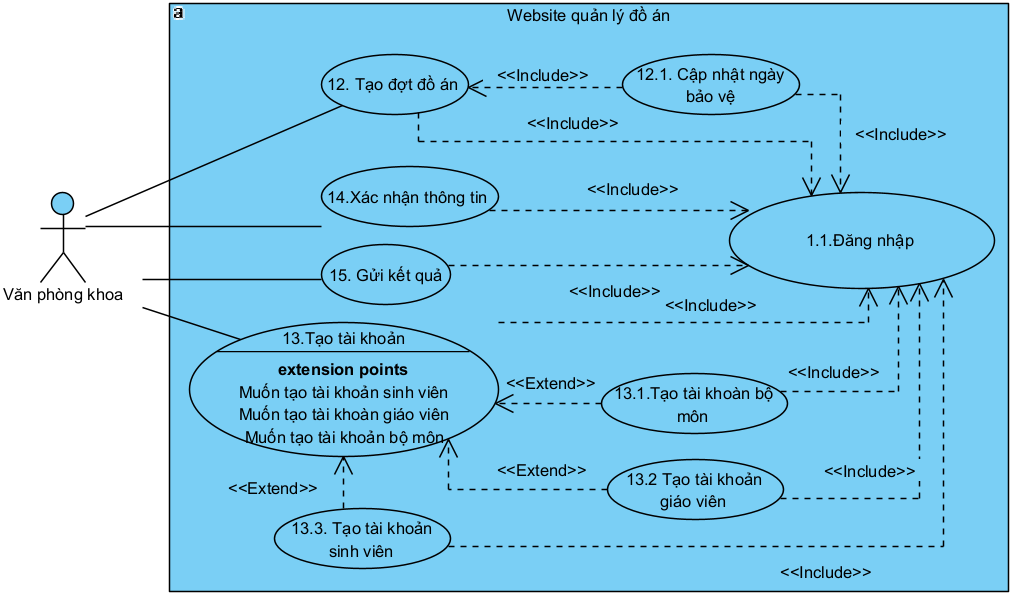 a
Website quản lý đồ án
12. Tạo đợt đồ án
<<Include>>
12.1. Cập nhật ngày
bảo vệ
<<Include>>
<<Include>>
14.Xác nhận thông tin
<<Include>>
1.1.Đăng nhập
15. Gửi kết quả
Văn phòng khoa
<<Include>>
<<Include>>
13.Tạo tài khoản
extension points
Muốn tạo tài khoản sinh viên
Muốn tạo tài khoàn giáo viên
Muốn tạo tài khoản bộ môn
<<Extend>>
13.1.Tạo tài khoàn bộ
môn
<<Include>>
<<Extend>>
13.2 Tạo tài khoản
giáo viên
<<Include>>
<<Extend>>
13.3. Tạo tài khoản
sinh viên
<<Include>>